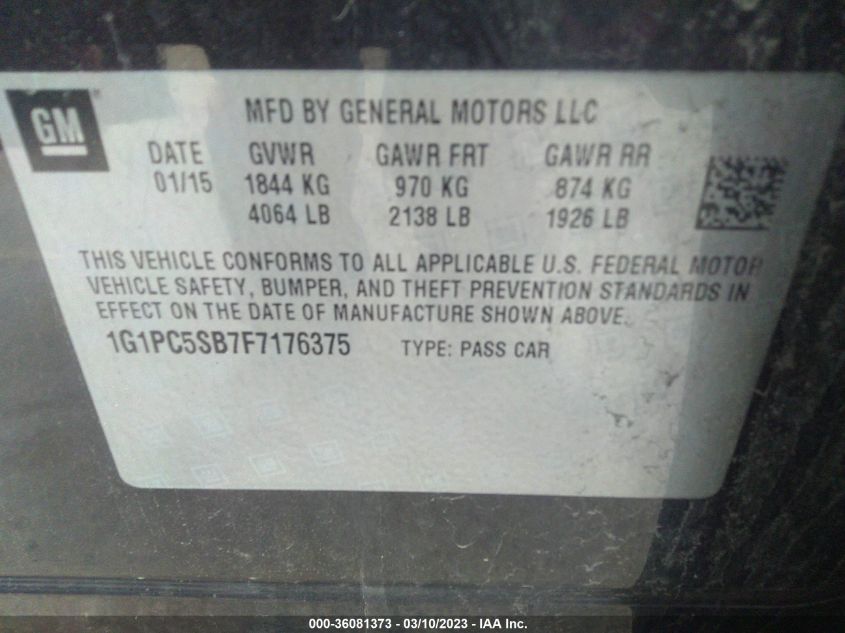 GM
MFD BY GENERAL MOTORS LLC
DATE GVWR GAWR FRT GAWR RR
01/15 1844 KG 970 KG 874 KG
4064 LB 2138 LB 1926 LB
THIS VEHICLE CONFORMS TO ALL APPLICABLE U.S. FEDERAL MOTOR
VEHICLE SAFETY, BUMPER, AND THEFT PREVENTION STANDARDS IN
EFFECT ON THE DATE OF MANUFACTURE SHOWN ABOVE.
1G1PC5SB7F7176375 TYPE: PASS CAR
000-36081373 - 03/10/2023 - IAA Inc.